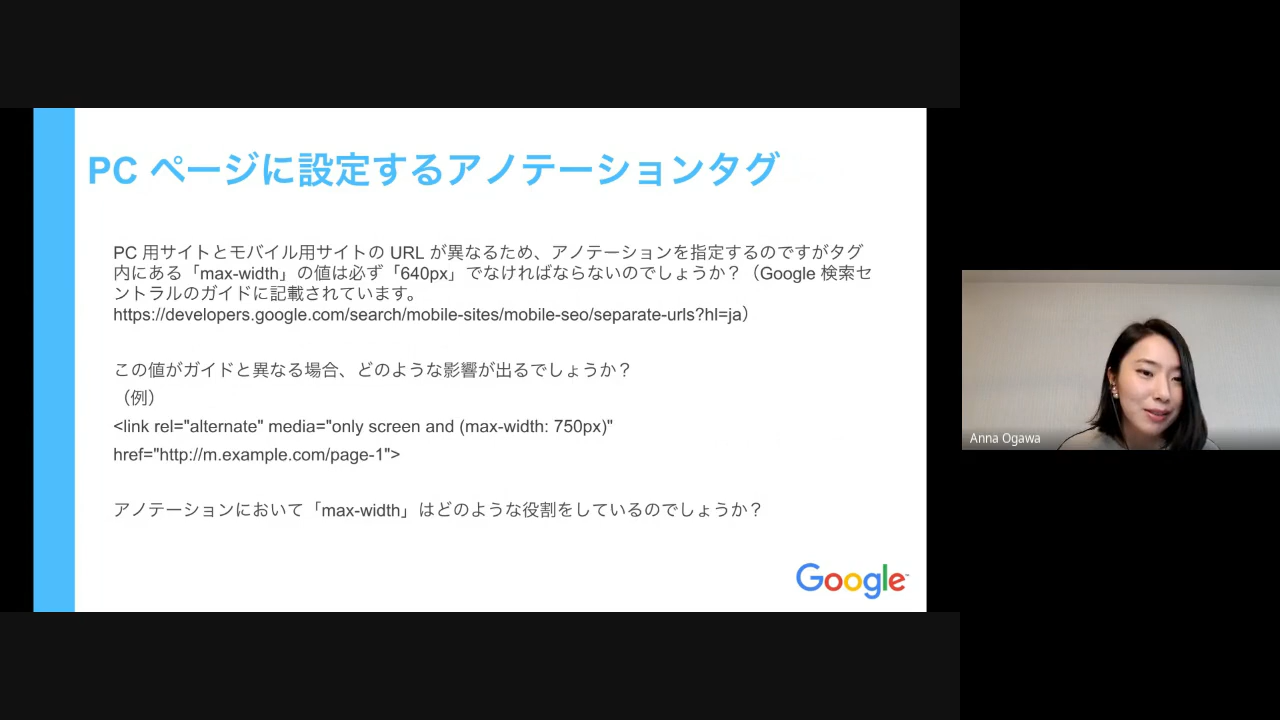 PC ページに設定するアノテーションタグ
PC 用サイトとモバイル用サイトの URL が異なるため、アノテーションを指定するのですがタグ
内にある「max-width」の値は必ず「640px」でなければならないのでしょうか？（Google 検索セ
ントラルのガイドに記載されています。
https://developers.google.com/search/mobile-sites/mobile-seo/separate-urls?hl=ja）
この値がガイドと異なる場合、どのような影響が出るでしょうか？
（例）
<link rel="alternate" media="only screen and (max-width: 750px)"
href="http://m.example.com/page-1">
アノテーションにおいて「max-width」はどのような役割をしているのでしょうか？
Google
Anna Ogawa